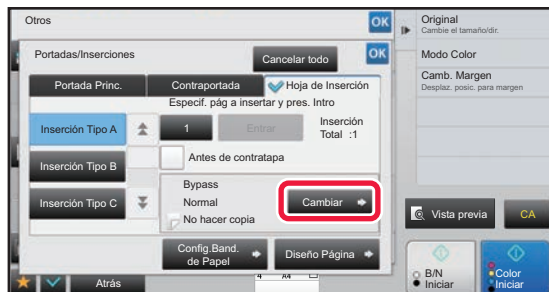 Otros
OK
Portadas/Inserciones
Cancelar todo
OK
Portada Princ.
Contraportada
Hoja de Inserción
Especif. pág a insertar y pres. Intro
Inserción Tipo A
1
Entrar
Inserción
Total :1
Antes de contratapa
Inserción Tipo B
Bypass
Inserción Tipo C
Normal
Cambiar
No hacer copia
Config.Band.
de Papel
Diseño Página
Atrás
4
A4
Original
Cambie el tamaño/dir.
Modo Color
Camb. Margen
Desplaz. posic. para margen
Vista previa
CA
B/N
Iniciar
Color
Iniciar